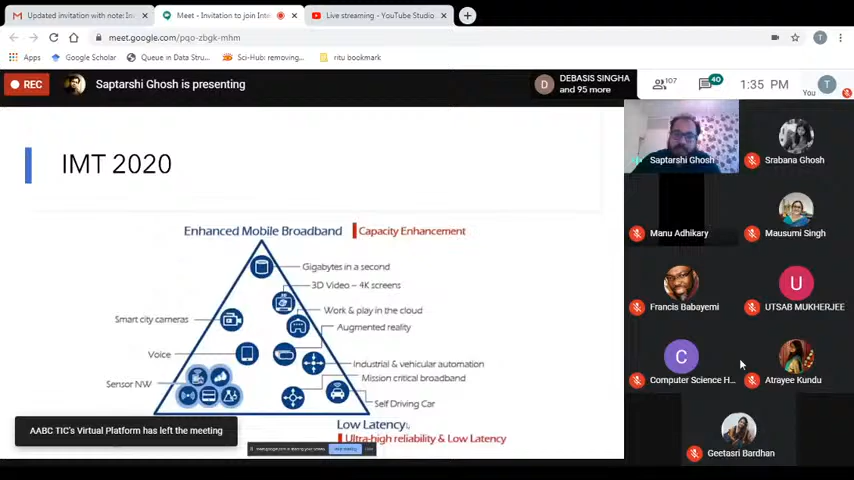 Updated invitation with note: In
Meet - Invitation to join Inte
Live streaming - YouTube Studio
meet.google.com/pqo-zbgk-mhm
T
Apps
Google Scholar
Queue in Data Stru...
Sci-Hub: removing...
ritu bookmark
REC
Saptarshi Ghosh is presenting
D
DEBASIS SINGHA
and 95 more
107
40
1:35 PM
T
You
IMT 2020
Enhanced Mobile Broadband
Capacity Enhancement
Gigabytes in a second
3D Video – 4K screens
Work & play in the cloud
Smart city cameras
Augmented reality
Voice
Industrial & vehicular automation
Mission critical broadband
Sensor NW
Self Driving Car
Low Latency
Ultra-high reliability & Low Latency
AABC TIC's Virtual Platform has left the meeting
Saptarshi Ghosh
Srabana Ghosh
Manu Adhikary
Mausumi Singh
Francis Babayemi
U
UTSAB MUKHERJEE
C
Computer Science H...
Atrayee Kundu
Geetasri Bardhan